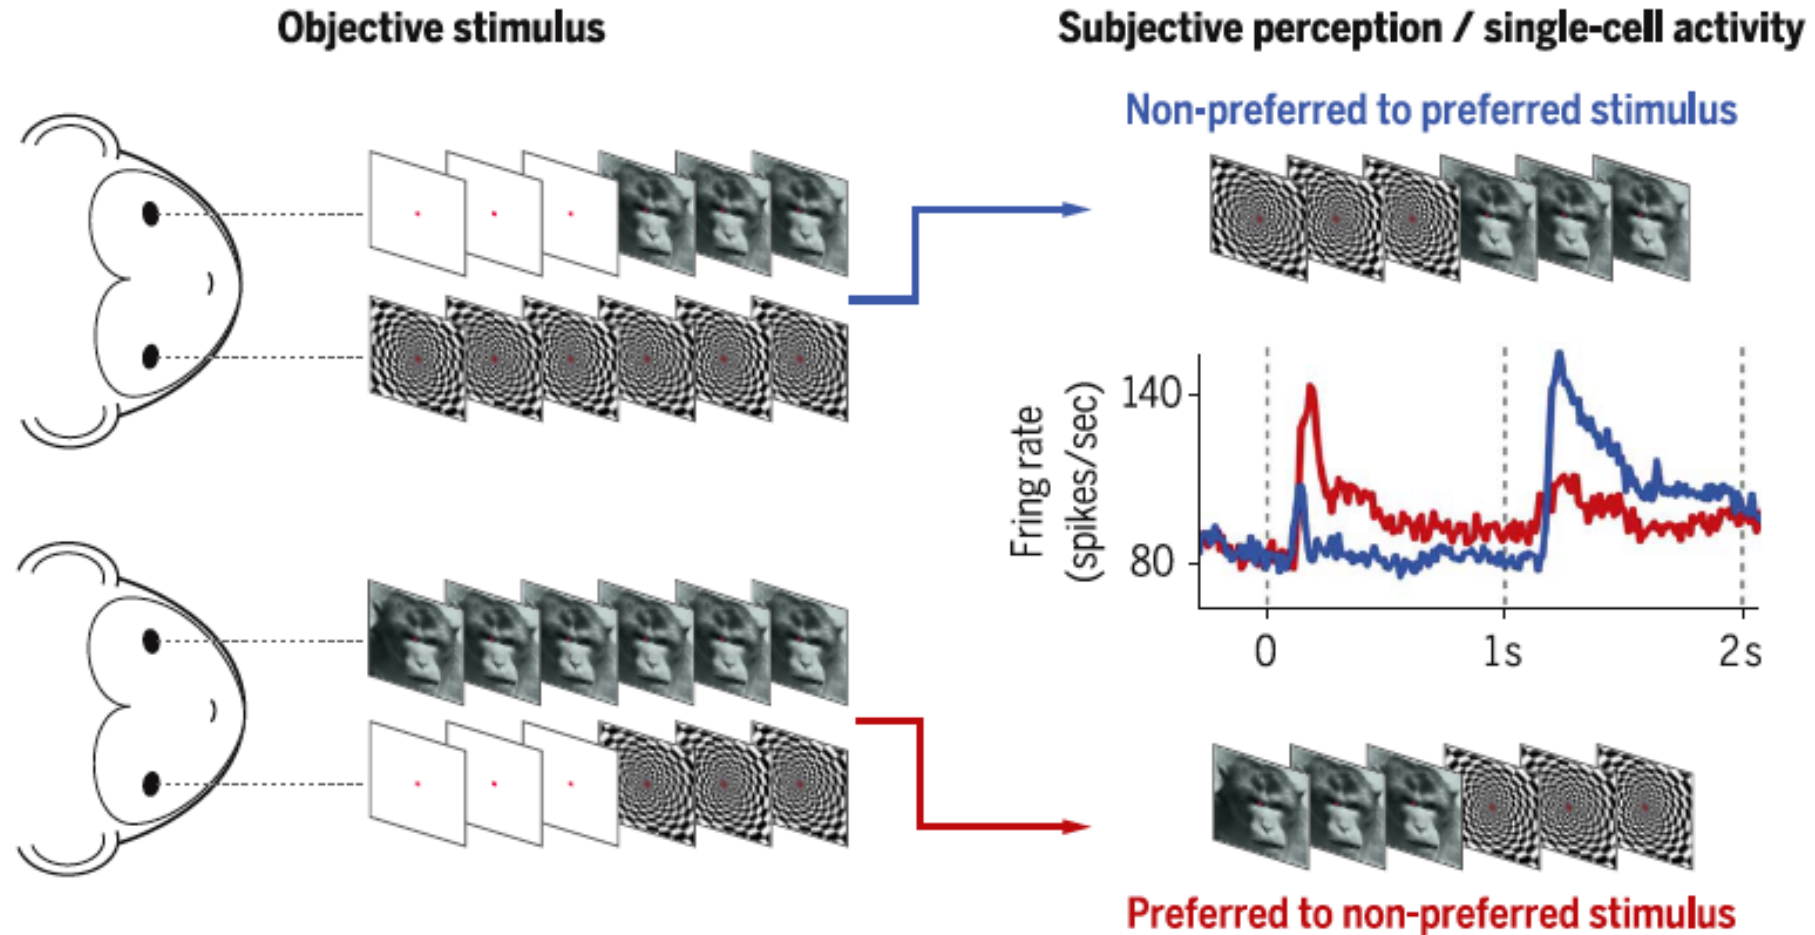 Objective stimulus
Subjective perception / single-cell activity
Non-preferred to preferred stimulus
Fring rate
(spikes/sec)
140
80
0
1s
2s
Preferred to non-preferred stimulus